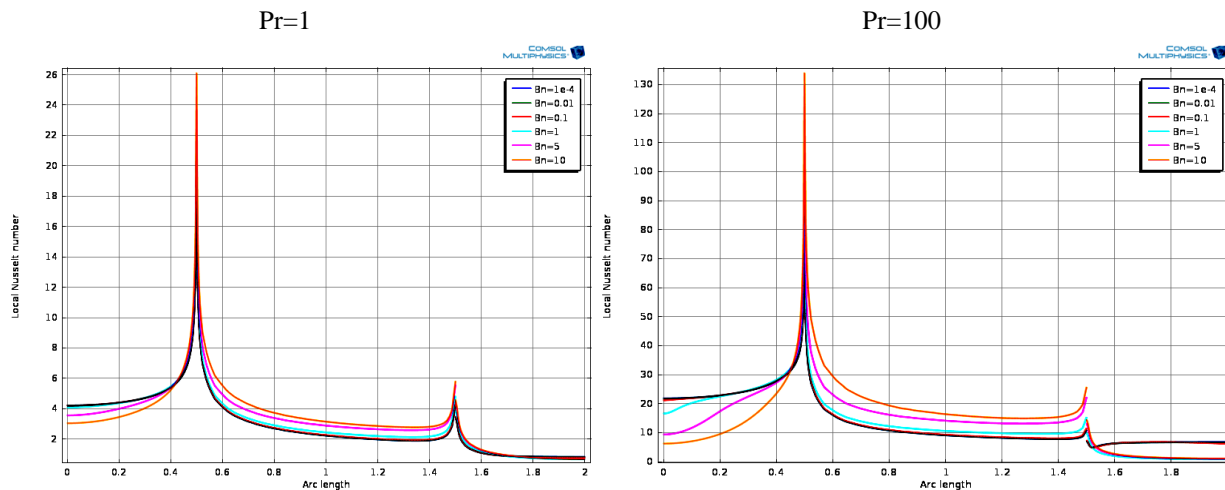 Pr=1
Pr=100
COMSOL
MULTIPHYSICS
26
24
22
20
18
16
14
12
10
8
6
4
2
Local Nusselt number
Bn=1e-4
Bn=0.01
Bn=0.1
Bn=1
Bn=5
Bn=10
0 0.2 0.4 0.6 0.8 1 1.2 1.4 1.6 1.8 2
Arc length
COMSOL
MULTIPHYSICS
130
120
110
100
90
80
70
60
50
40
30
20
10
0
Local Nusselt number
Bn=1e-4
Bn=0.01
Bn=0.1
Bn=1
Bn=5
Bn=10
0 0.2 0.4 0.6 0.8 1 1.2 1.4 1.6 1.8
Arc length